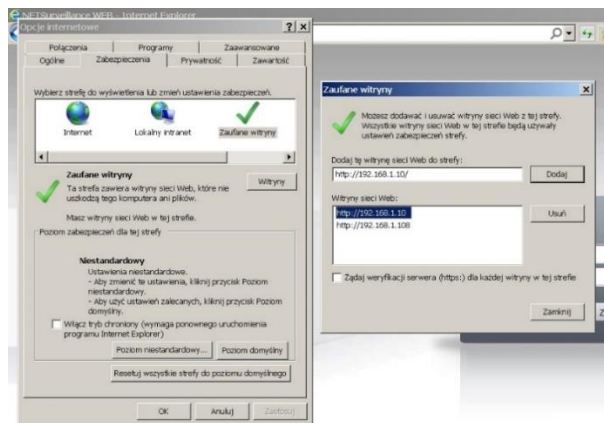 NETSurveillance WEB - Internet Explorer
Opcje internetowe
Połączenia Programy Zaawansowane
Ogólne Zabezpieczenia Prywatność Zawartość
Wybierz strefę do wyświetlenia lub zmień ustawienia zabezpieczeń.
Internet Lokalny intranet Zaufane witryny
Zaufane witryny
Ta strefa zawiera witryny sieci Web, które nie
uszkodzą tego komputera ani plików.
Witryny
Masz witryny sieci Web w tej strefie.
Poziom zabezpieczeń dla tej strefy
Niestandardowy
Ustawienia niestandardowe.
- Aby zmienić te ustawienia, kliknij przycisk Poziom
niestandardowy.
- Aby użyć ustawień zalecanych, kliknij przycisk Poziom
domyślny.
Włącz tryb chroniony (wymaga ponownego uruchomienia
programu Internet Explorer)
Poziom niestandardowy... Poziom domyślny
Resetuj wszystkie strefy do poziomu domyślnego
OK Anuluj Zastosuj
Zaufane witryny
Możesz dodawać i usuwać witryny sieci Web z tej strefy.
Wszystkie witryny sieci Web w tej strefie będą używały
ustawień zabezpieczeń strefy.
Dodaj tę witrynę sieci Web do strefy:
http://192.168.1.10/ Dodaj
Witryny sieci Web:
http://192.168.1.10 Usuń
http://192.168.1.108
Żądaj weryfikacji serwera (https:) dla każdej witryny w tej strefie
Zamknij
Z